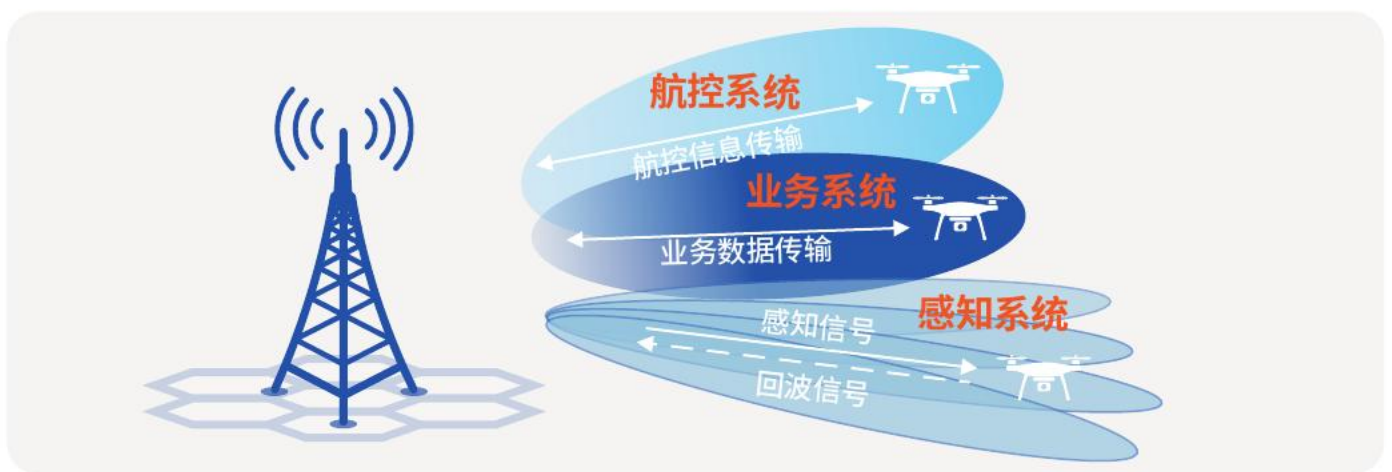 航控系统
航控信息传输
业务系统
业务数据传输
感知系统
感知信号
回波信号